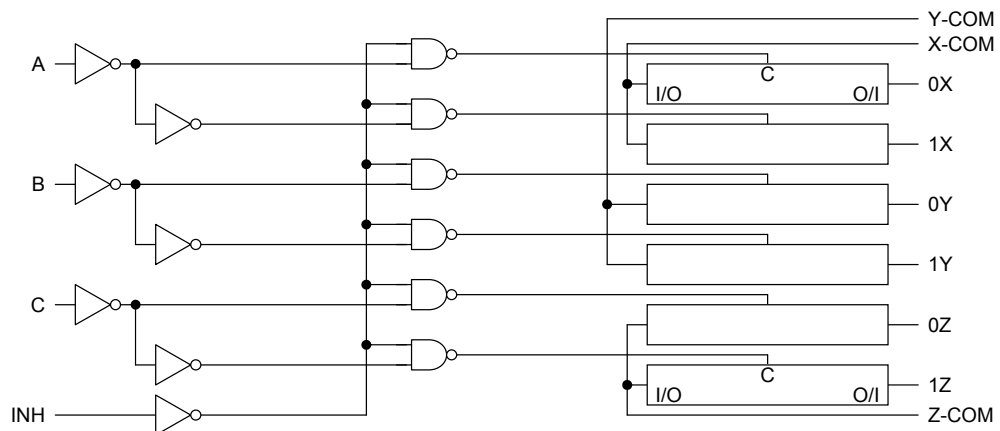 Y-COM
X-COM
A
C
0X
I/O
O/I
1X
B
0Y
1Y
C
0Z
C
1Z
I/O
O/I
INH
Z-COM